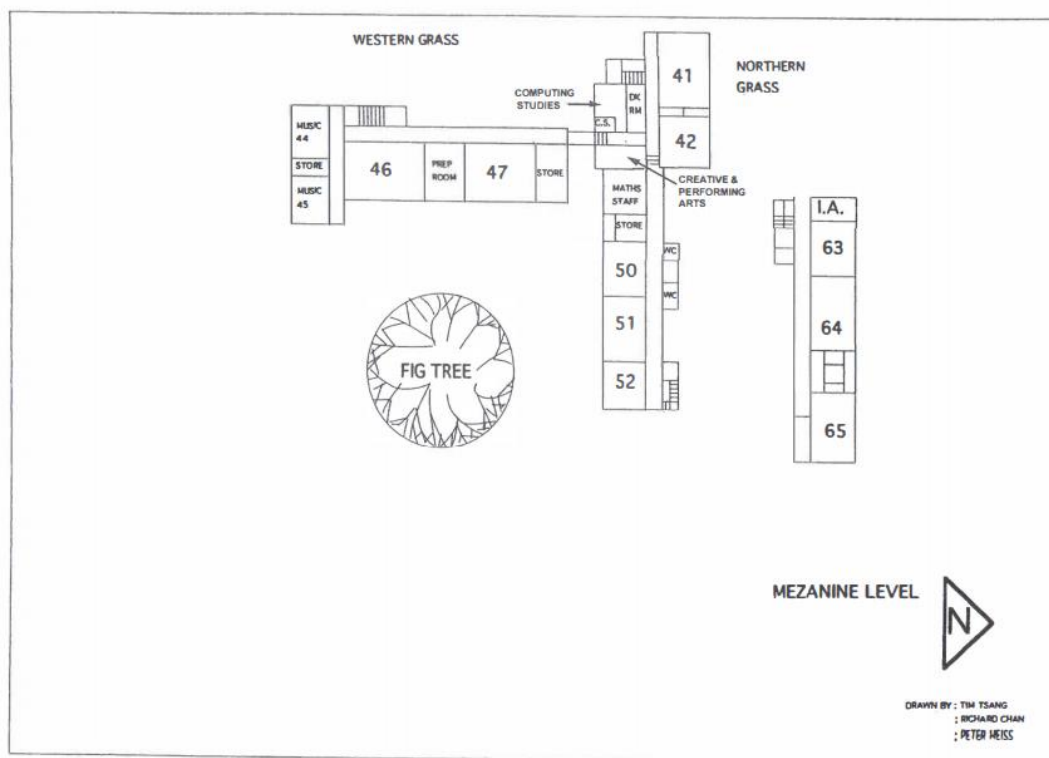 WESTERN GRASS
41
NORTHERN
GRASS
COMPUTING
STUDIES
DK
RM
C.S.
42
MUSIC
44
STORE
MUSIC
45
46
PREP
ROOM
47
STORE
CREATIVE &
PERFORMING
ARTS
MATHS
STAFF
STORE
I.A.
63
WC
50
WC
51
64
FIG TREE
52
65
MEZANINE LEVEL
N
DRAWN BY : TIM TSANG
: RICHARD CHAN
: PETER HEISS